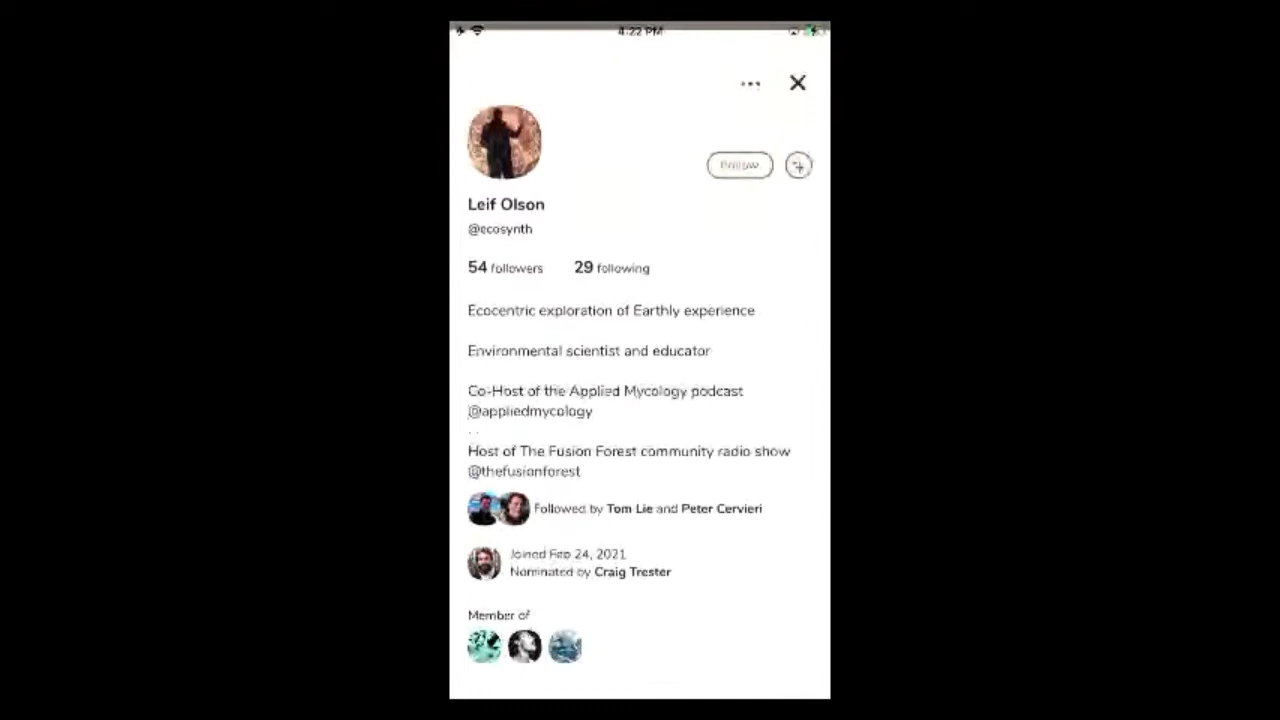 4:22 PM
Follow
Leif Olson
@ecosynth
54 followers 29 following
Ecocentric exploration of Earthly experience
Environmental scientist and educator
Co-Host of the Applied Mycology podcast
@appliedmycology
Host of The Fusion Forest community radio show
@thefusionforest
Followed by Tom Lie and Peter Cervieri
Joined Feb 24, 2021
Nominated by Craig Trester
Member of